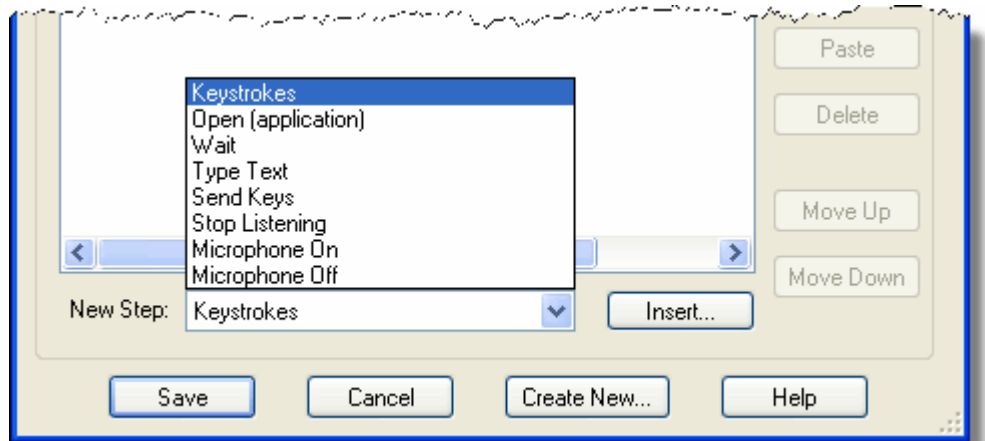 Paste
Delete
Move Up
Move Down
Keystrokes
Open (application)
Wait
Type Text
Send Keys
Stop Listening
Microphone On
Microphone Off
New Step: Keystrokes Insert...
Save Cancel Create New... Help